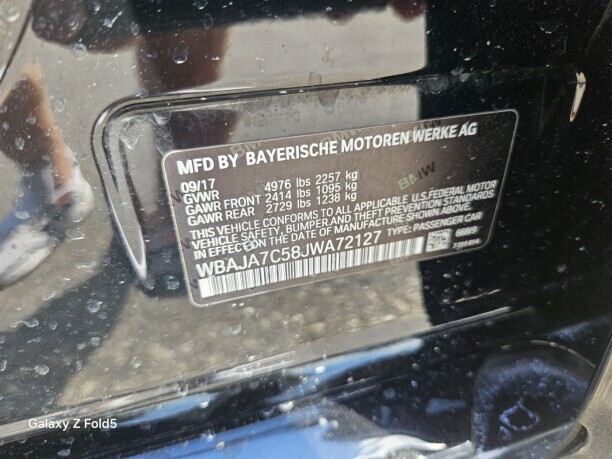 MFD BY BAYERISCHE MOTOREN WERKE AG
09/17
GVWR 4976 lbs 2257 kg
GAWR FRONT 2414 lbs 1095 kg
GAWR REAR 2729 lbs 1238 kg
THIS VEHICLE CONFORMS TO ALL APPLICABLE U.S. FEDERAL MOTOR
VEHICLE SAFETY, BUMPER, AND THEFT PREVENTION STANDARDS
IN EFFECT ON THE DATE OF MANUFACTURE SHOWN ABOVE.
WBAJA7C58JWA72127 TYPE: PASSENGER CAR
668/9
BMW
Galaxy Z Fold5